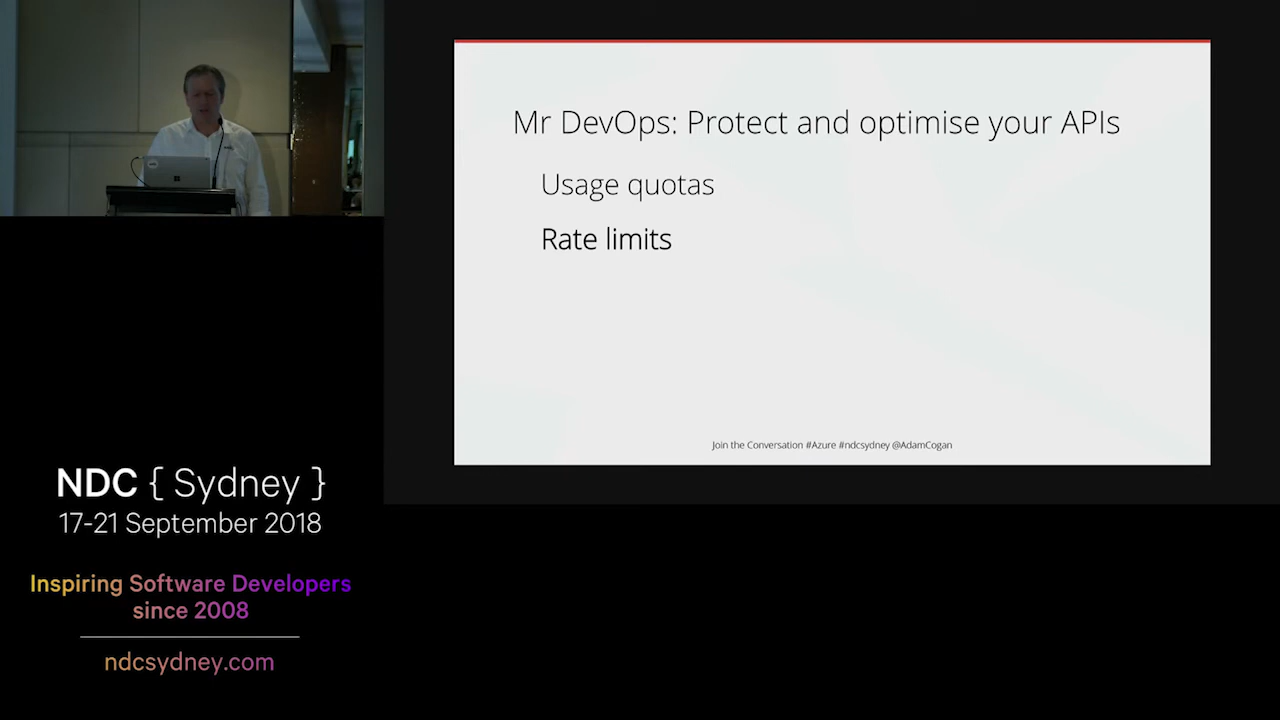 Mr DevOps: Protect and optimise your APIs
Usage quotas
Rate limits
Join the Conversation #Azure #ndcsydney @AdamCogan
NDC { Sydney }
17-21 September 2018
Inspiring Software Developers
since 2008
ndcsydney.com